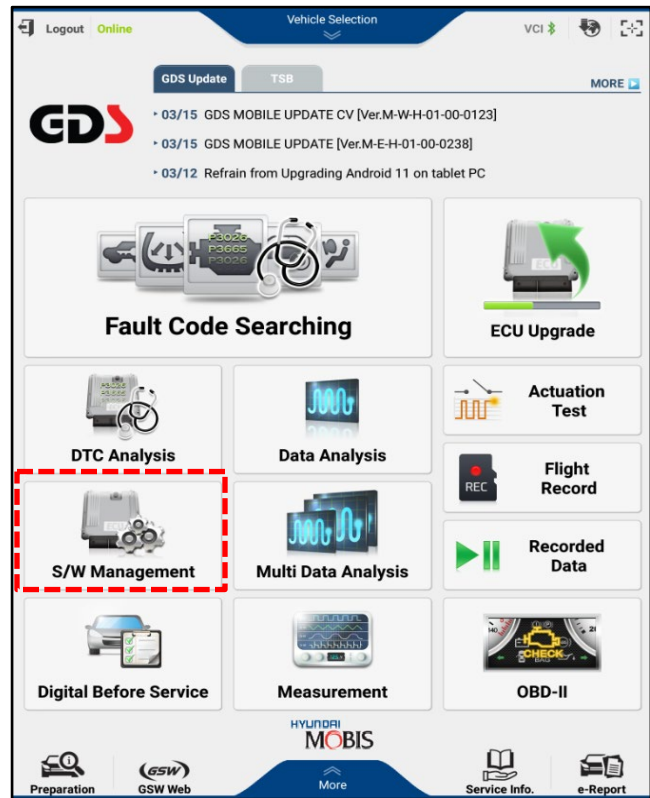 Logout Online
Vehicle Selection
VCI
GDS Update
TSB
MORE
GDS
03/15 GDS MOBILE UPDATE CV [Ver.M-W-H-01-00-0123]
03/15 GDS MOBILE UPDATE [Ver.M-E-H-01-00-0238]
03/12 Refrain from Upgrading Android 11 on tablet PC
P3026
P3665
P3026
Fault Code Searching
ECU
ECU Upgrade
DTC Analysis
Data Analysis
Actuation
Test
REC
Flight
Record
ECU
S/W Management
Multi Data Analysis
Recorded
Data
Digital Before Service
Measurement
140
CHECK
OBD-II
HYUNDAI
MOBIS
Preparation
GSW
GSW Web
More
Service Info.
e-Report